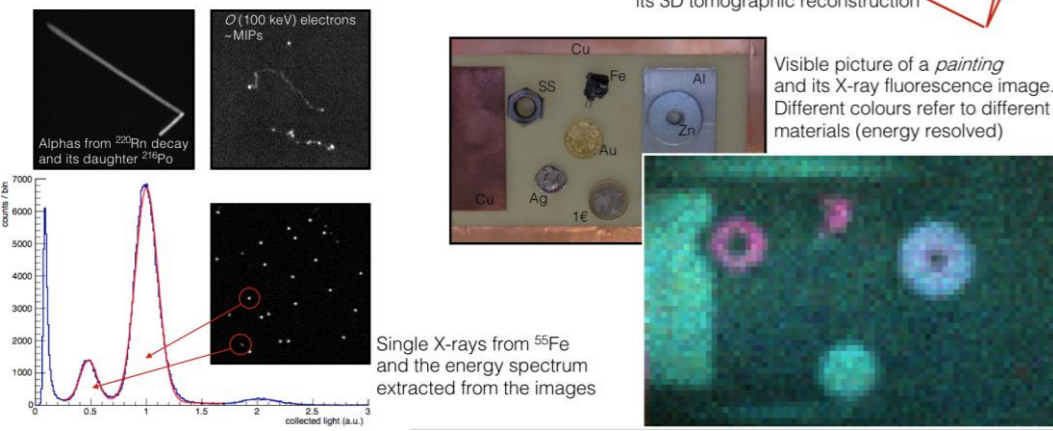 its 3D tomographic reconstruction
O (100 keV) electrons
~MIPs
Alphas from ²²⁰Rn decay
and its daughter ²¹⁶Po
Cu
SS
Fe
Al
Zn
Au
Ag
Cu
1€
Visible picture of a painting
and its X-ray fluorescence image.
Different colours refer to different
materials (energy resolved)
counts / bin
7000
6000
5000
4000
3000
2000
1000
0
0
0.5
1
1.5
2
2.5
3
collected light (a.u.)
Single X-rays from ⁵⁵Fe
and the energy spectrum
extracted from the images